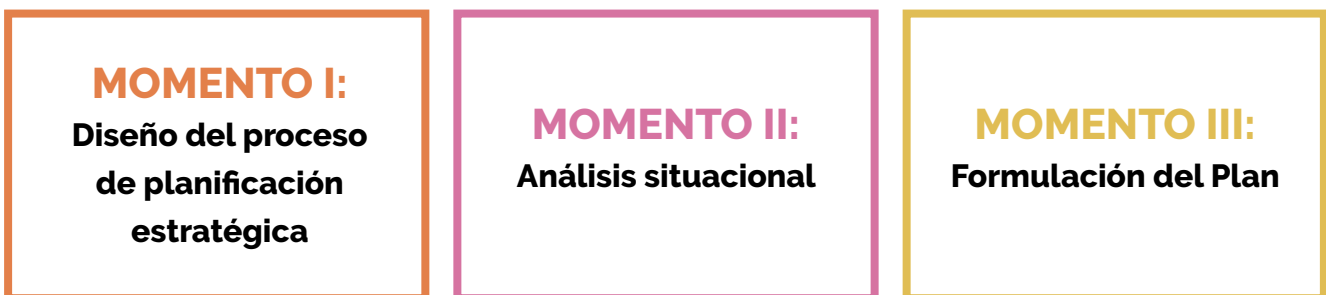 MOMENTO I:
Diseño del proceso
de planificación
estratégica
MOMENTO II:
Análisis situacional
MOMENTO III:
Formulación del Plan